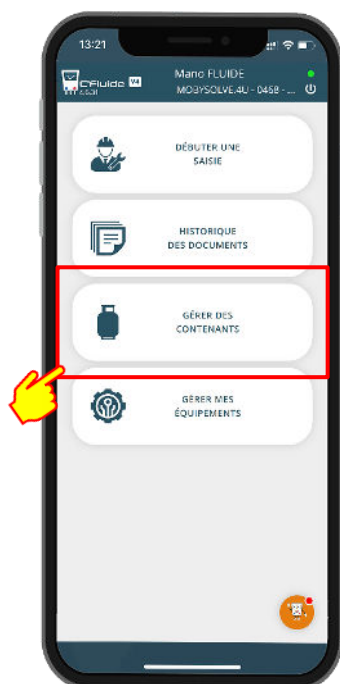 13:21
C'Fluide V4
Mano FLUIDE
MOBYSOLVE.4U - 0468 - ...
DÉBUTER UNE
SAISIE
HISTORIQUE
DES DOCUMENTS
GÉRER DES
CONTENANTS
GÉRER MES
ÉQUIPEMENTS